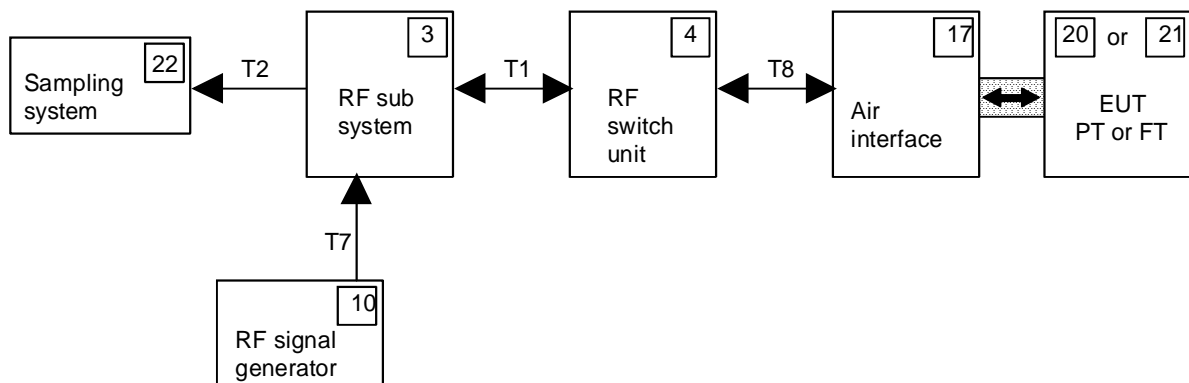 22
Sampling
system
T2
3
RF sub
system
T1
4
RF
switch
unit
T8
17
Air
interface
20 or 21
EUT
PT or FT
T7
10
RF signal
generator